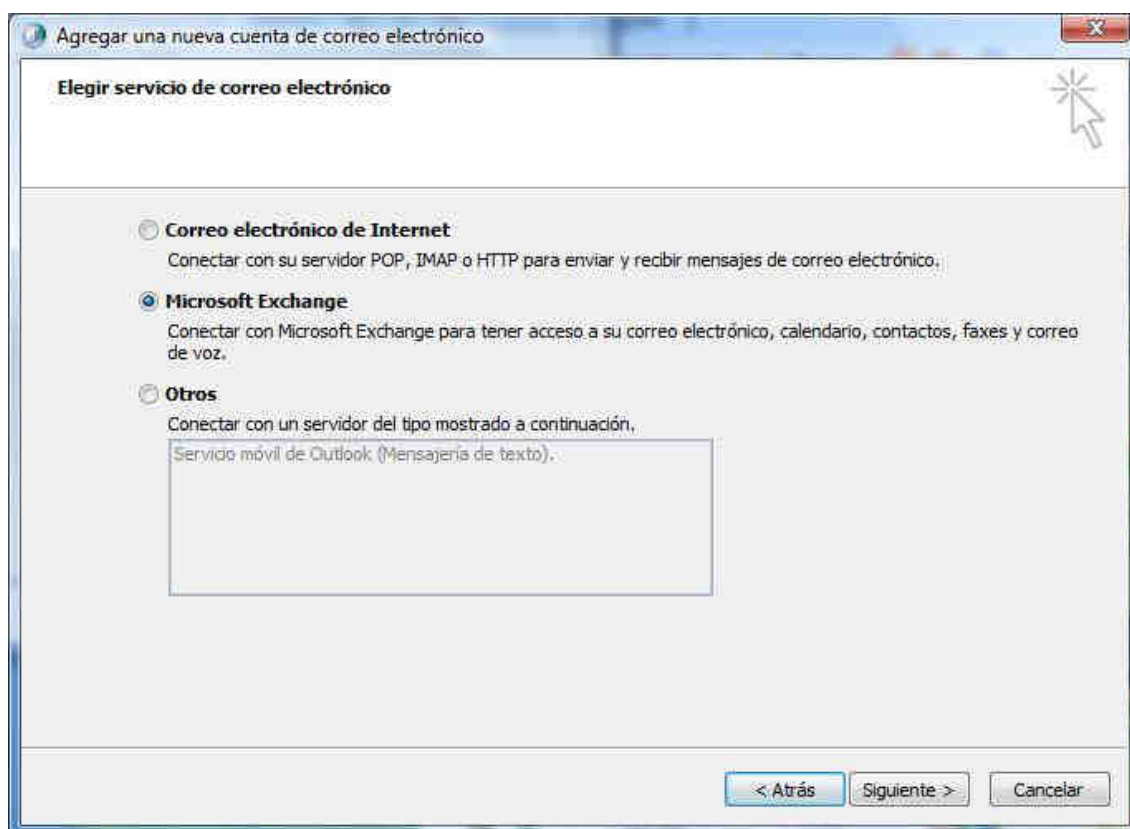 Agregar una nueva cuenta de correo electrónico
Elegir servicio de correo electrónico
Correo electrónico de Internet
Conectar con su servidor POP, IMAP o HTTP para enviar y recibir mensajes de correo electrónico.
Microsoft Exchange
Conectar con Microsoft Exchange para tener acceso a su correo electrónico, calendario, contactos, faxes y correo
de voz.
Otros
Conectar con un servidor del tipo mostrado a continuación.
Servicio móvil de Outlook (Mensajería de texto).
< Atrás Siguiente > Cancelar